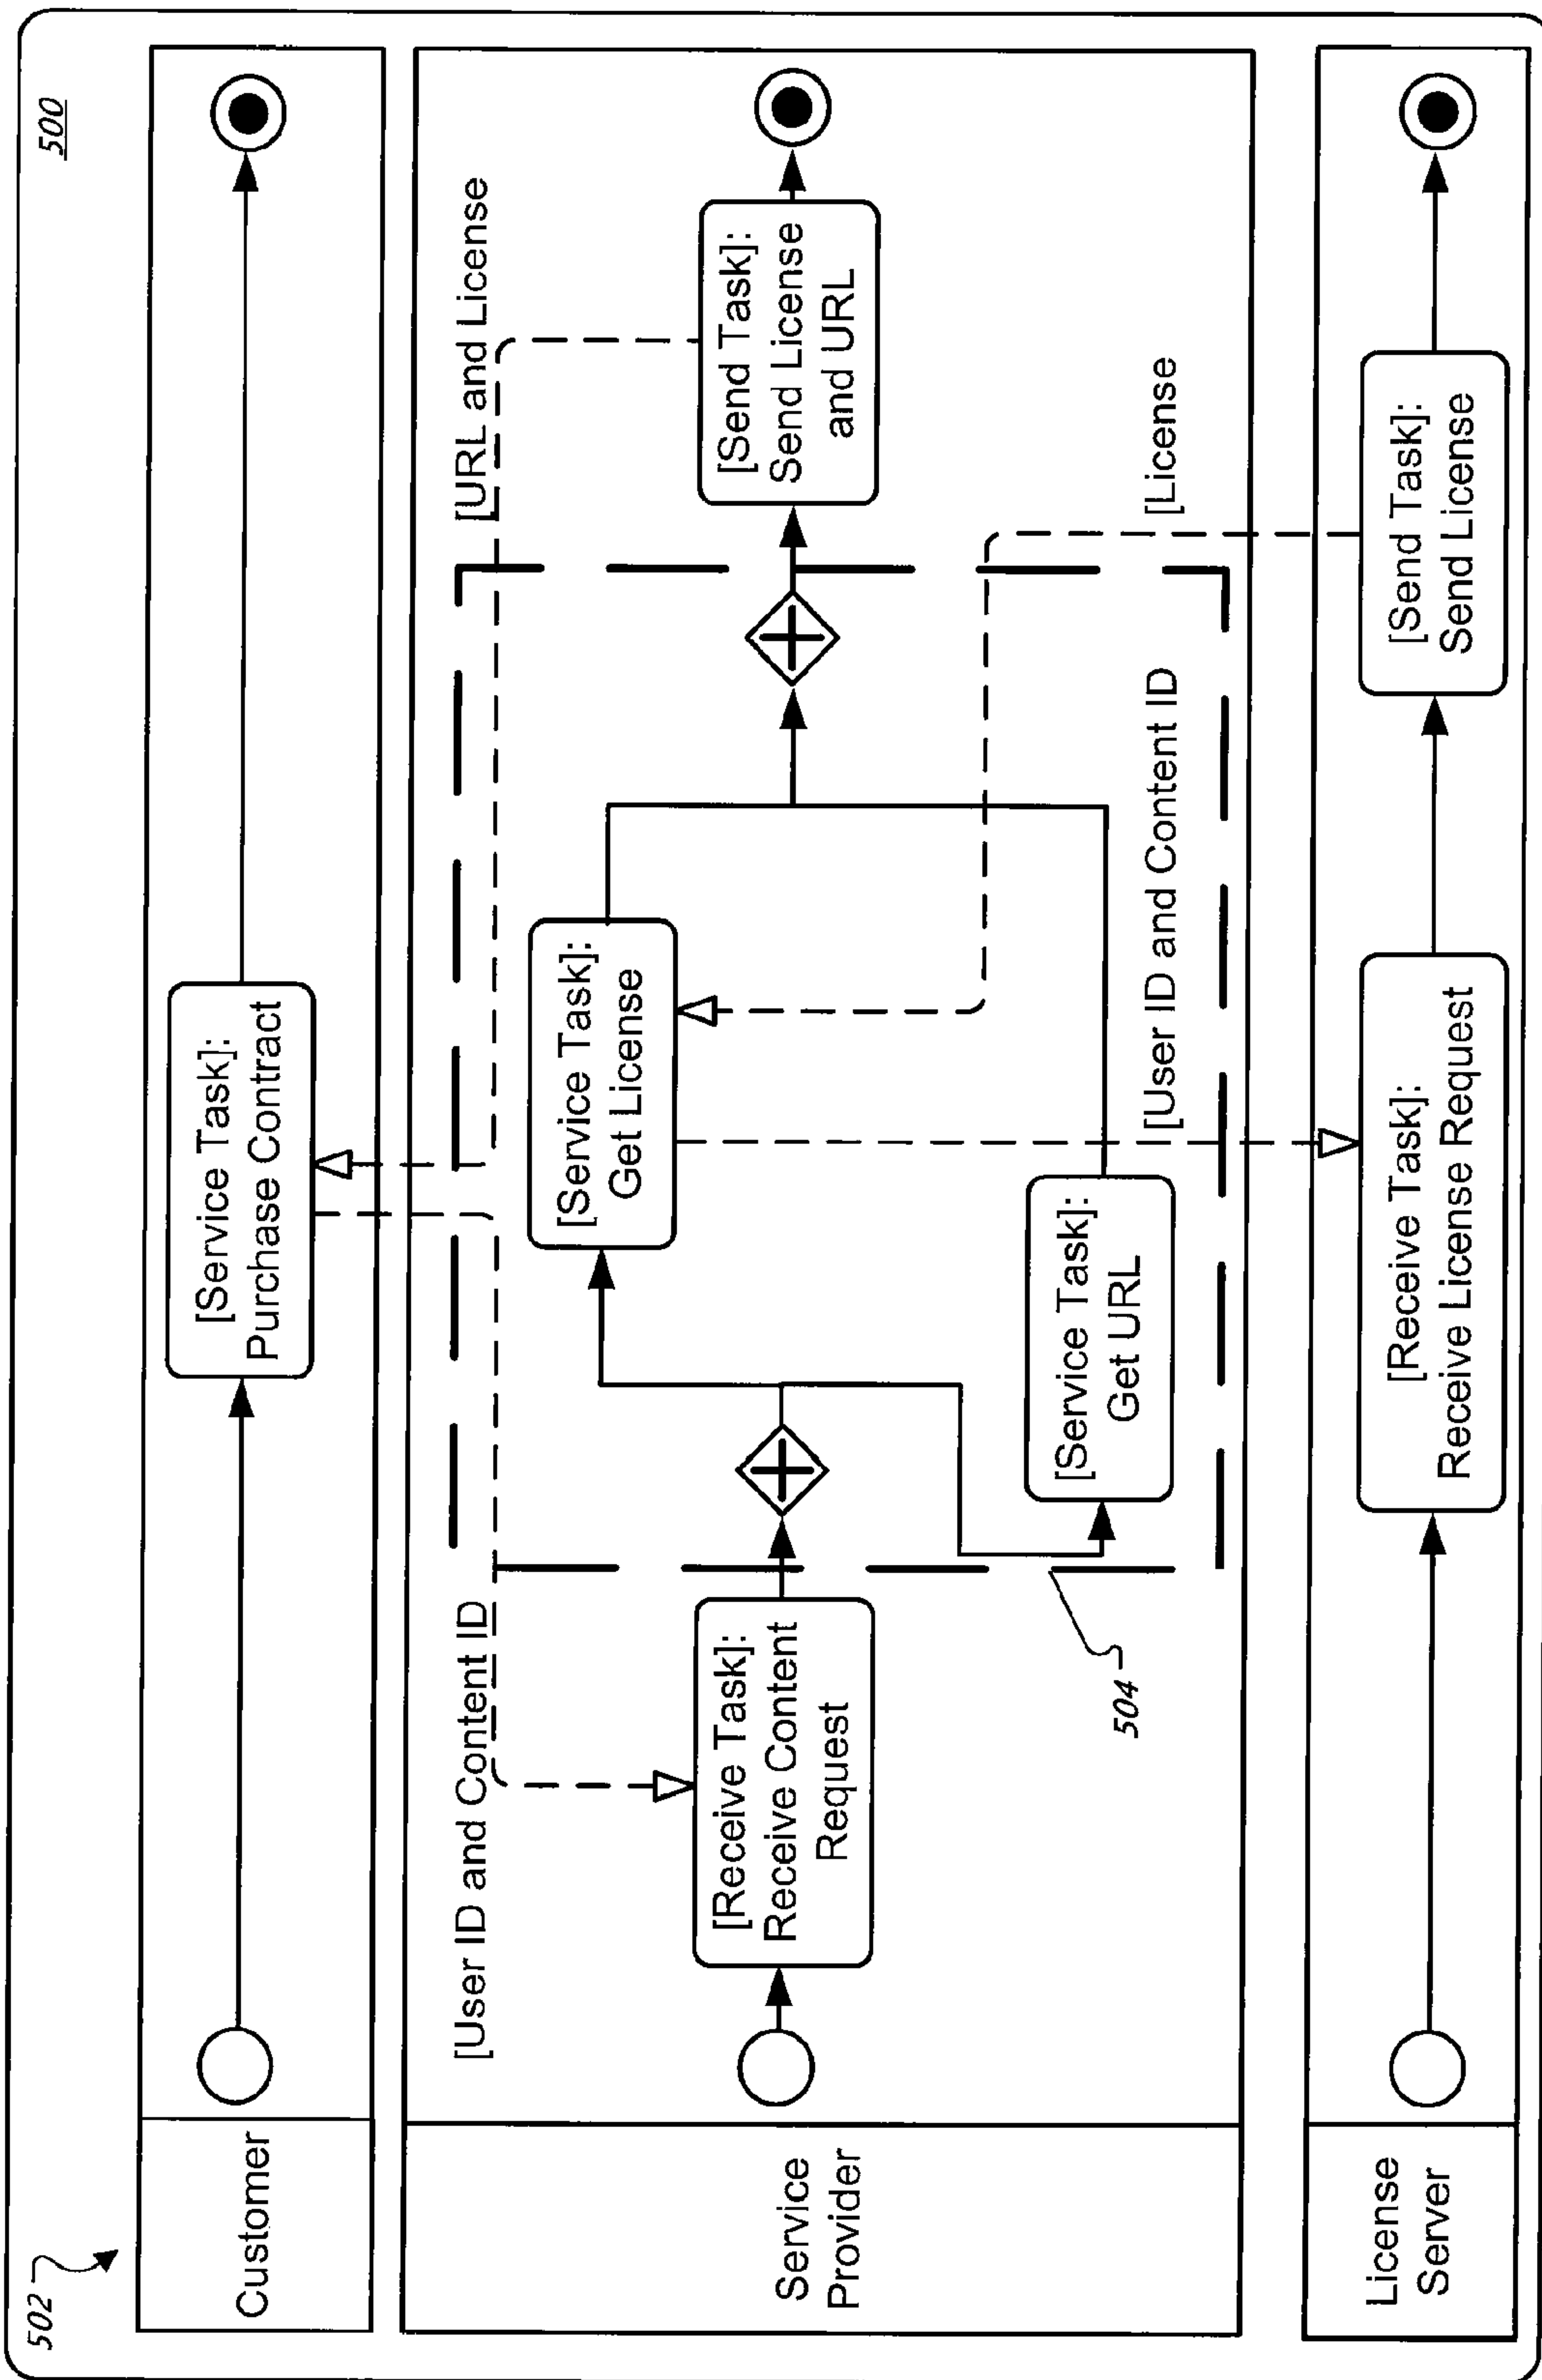 500
502
Customer
[Service Task]:
Purchase Contract
Service
Provider
[User ID and Content ID
[URL and License
[Receive Task]:
Receive Content
Request
[Service Task]:
Get License
[Service Task]:
Get URL
[Send Task]:
Send License
and URL
504
[User ID and Content ID
[License
License
Server
[Receive Task]:
Receive License Request
[Send Task]:
Send License